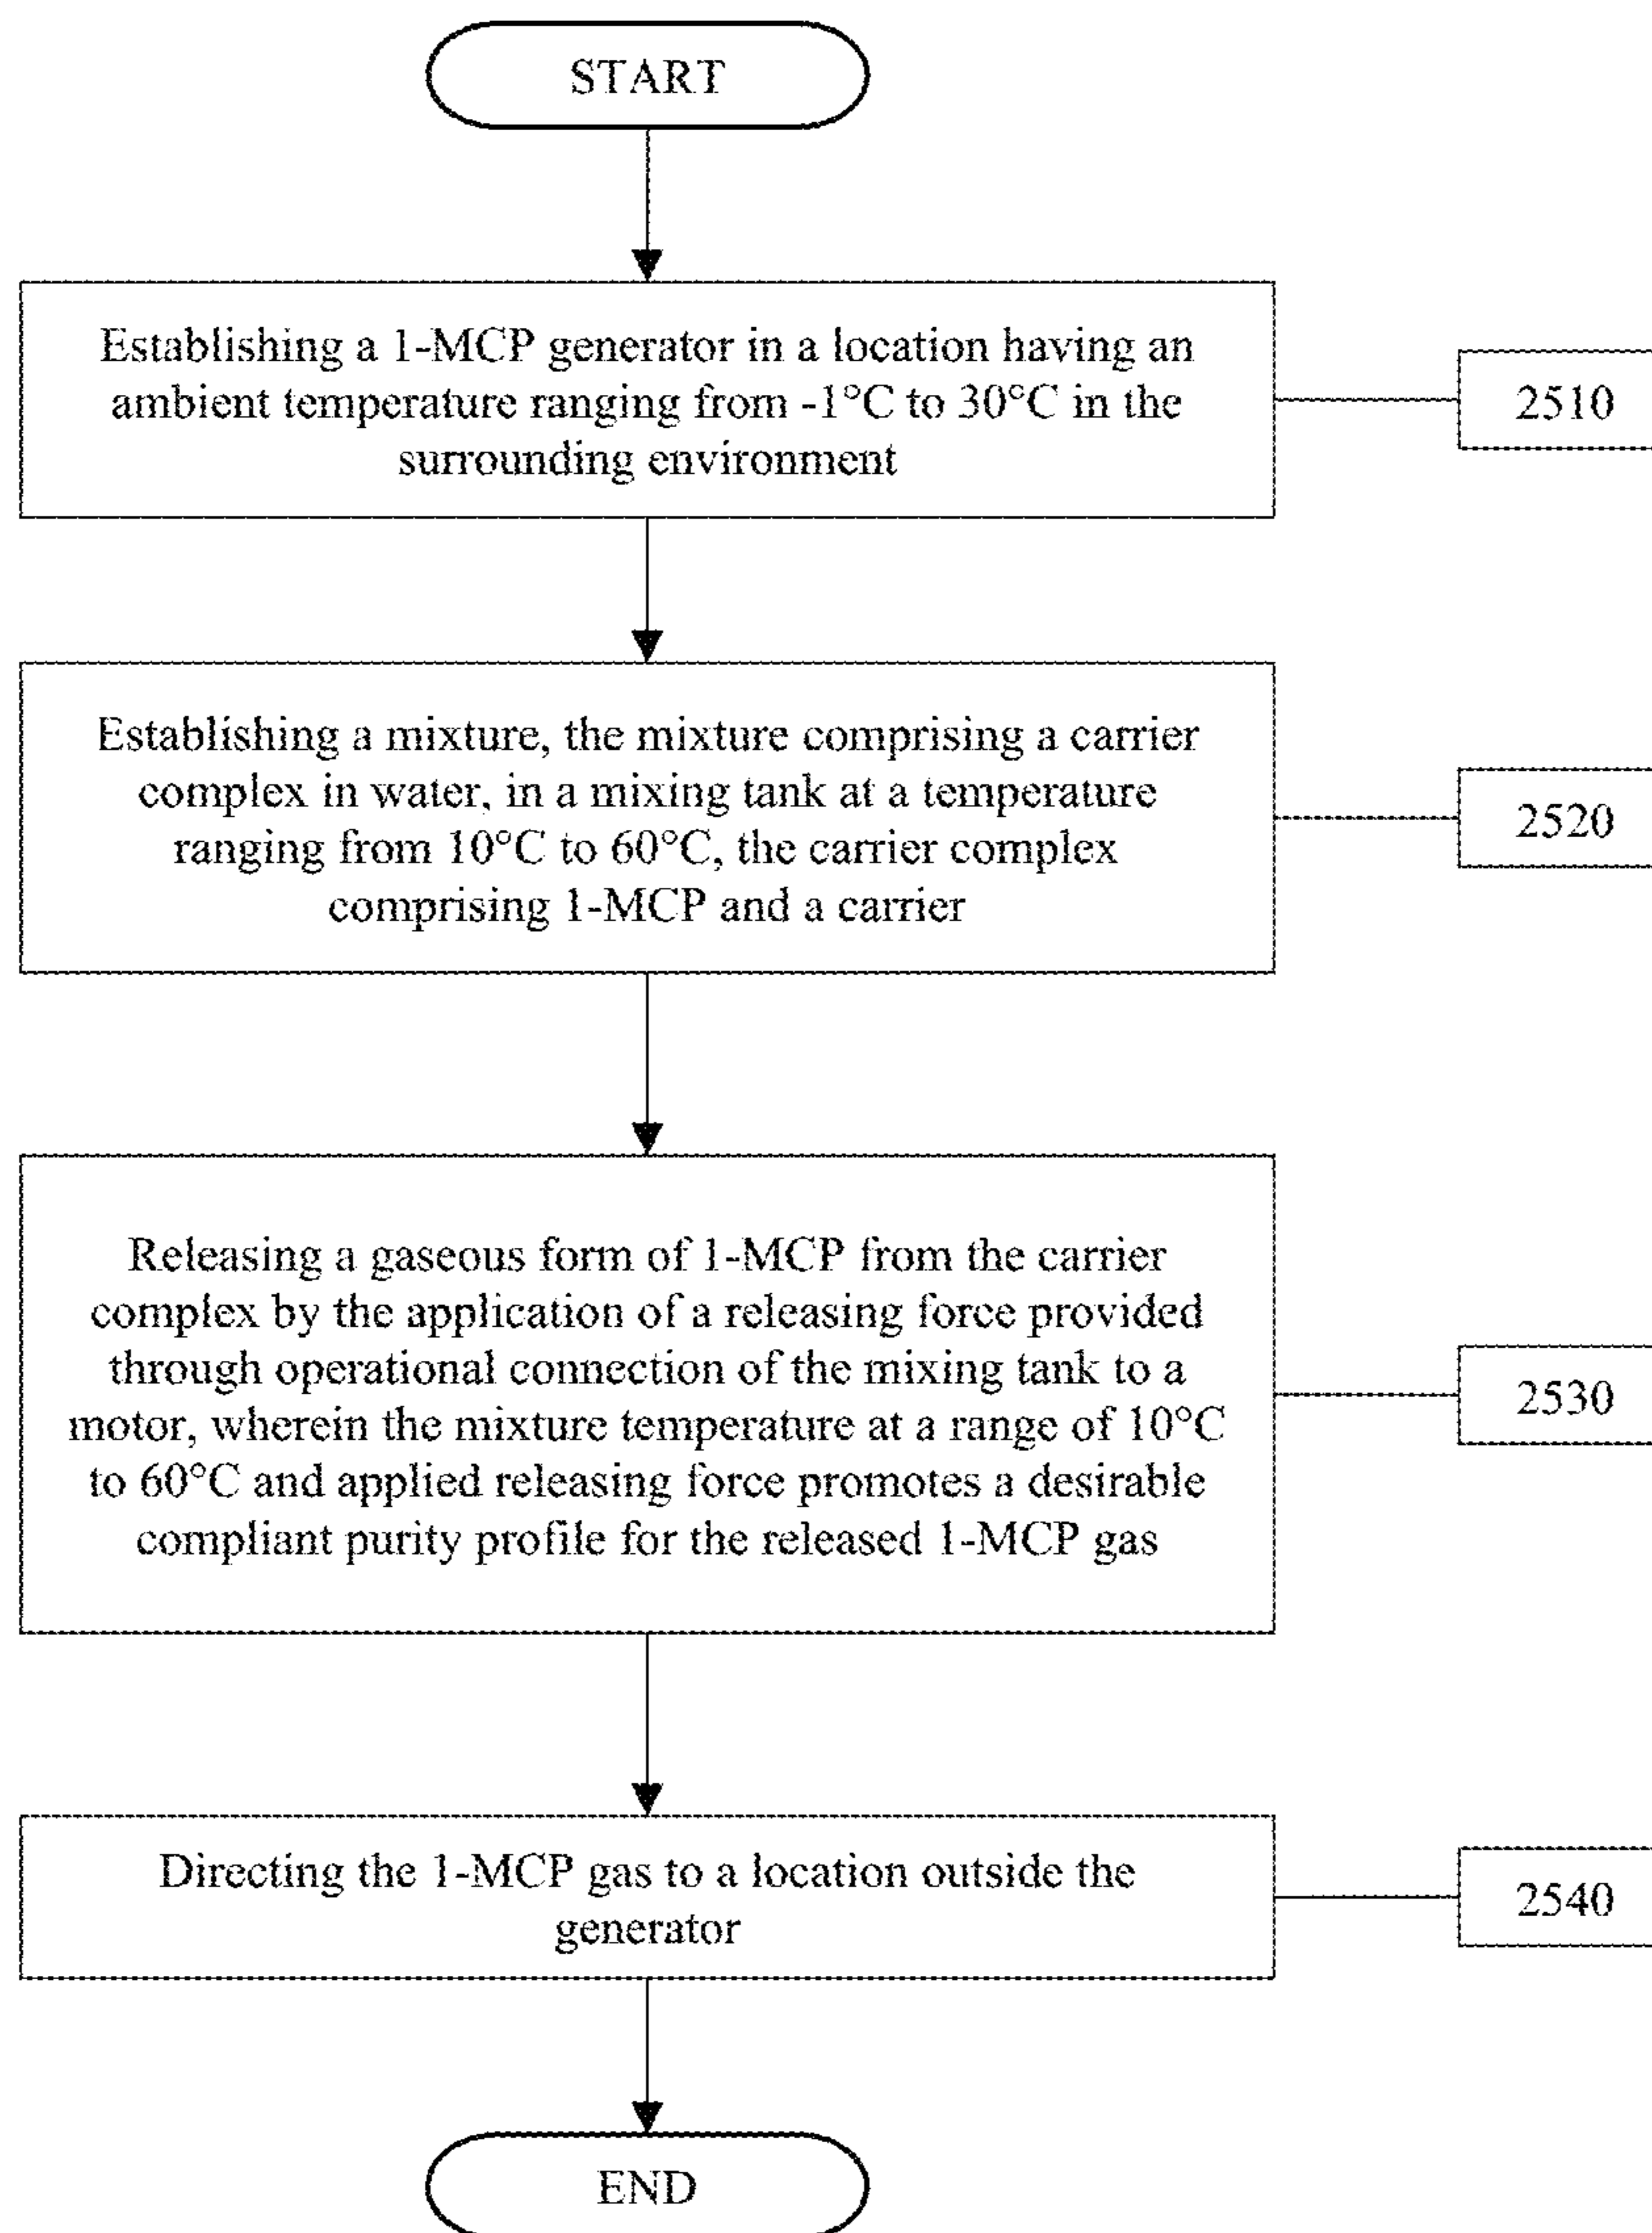 START
Establishing a 1-MCP generator in a location having an
ambient temperature ranging from -1°C to 30°C in the
surrounding environment
2510
Establishing a mixture, the mixture comprising a carrier
complex in water, in a mixing tank at a temperature
ranging from 10°C to 60°C, the carrier complex
comprising 1-MCP and a carrier
2520
Releasing a gaseous form of 1-MCP from the carrier
complex by the application of a releasing force provided
through operational connection of the mixing tank to a
motor, wherein the mixture temperature at a range of 10°C
to 60°C and applied releasing force promotes a desirable
compliant purity profile for the released 1-MCP gas
2530
Directing the 1-MCP gas to a location outside the
generator
2540
END